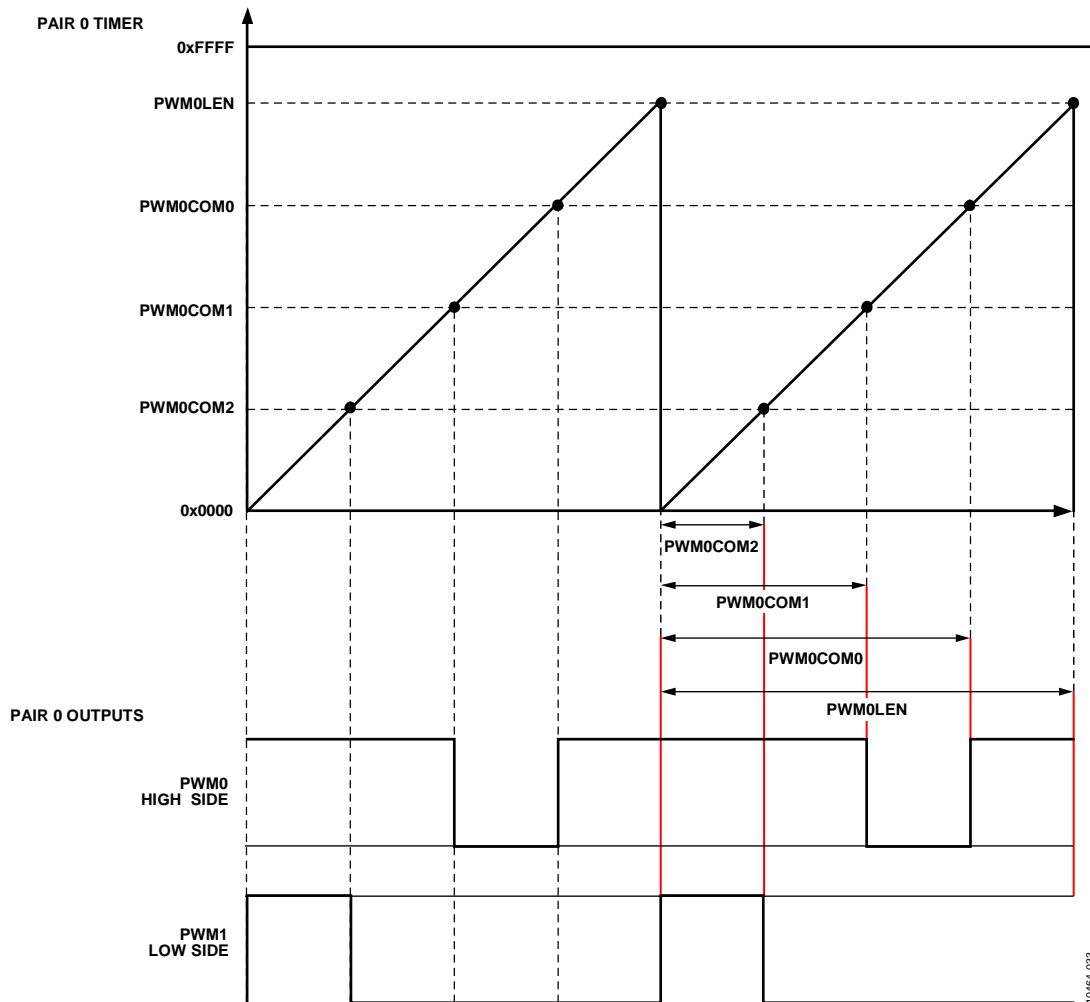 PAIR 0 TIMER
0xFFFF
PWM0LEN
PWM0COM0
PWM0COM1
PWM0COM2
0x0000
PWM0COM2
PWM0COM1
PWM0COM0
PWM0LEN
PAIR 0 OUTPUTS
PWM0
HIGH SIDE
PWM1
LOW SIDE